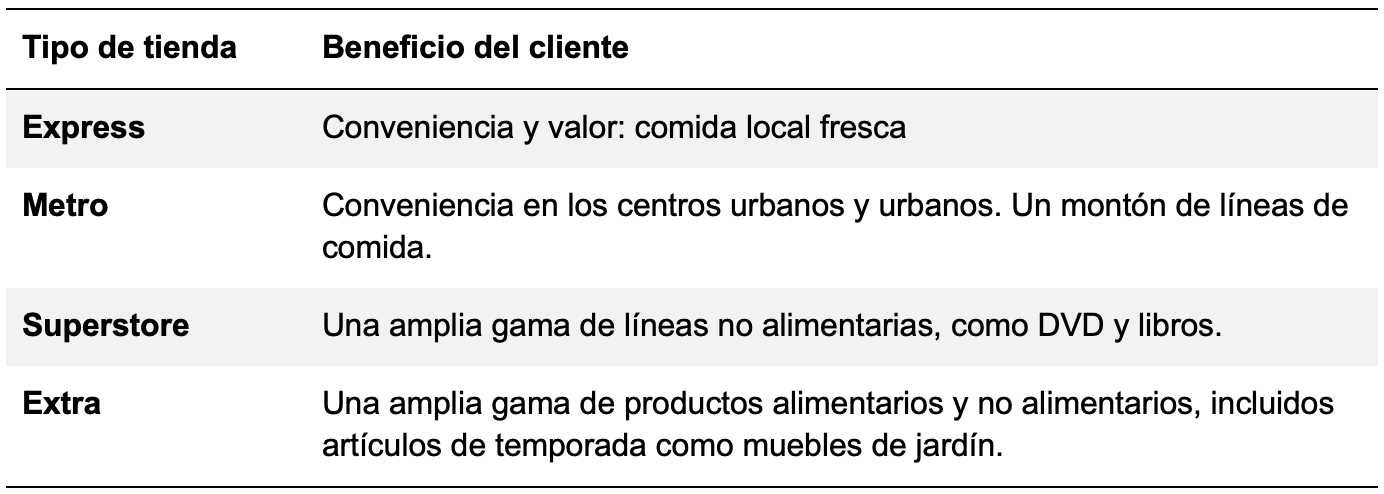 Tipo de tienda Beneficio del cliente
Express Conveniencia y valor: comida local fresca
Metro Conveniencia en los centros urbanos y urbanos. Un montón de líneas de
comida.
Superstore Una amplia gama de líneas no alimentarias, como DVD y libros.
Extra Una amplia gama de productos alimentarios y no alimentarios, incluidos
artículos de temporada como muebles de jardín.